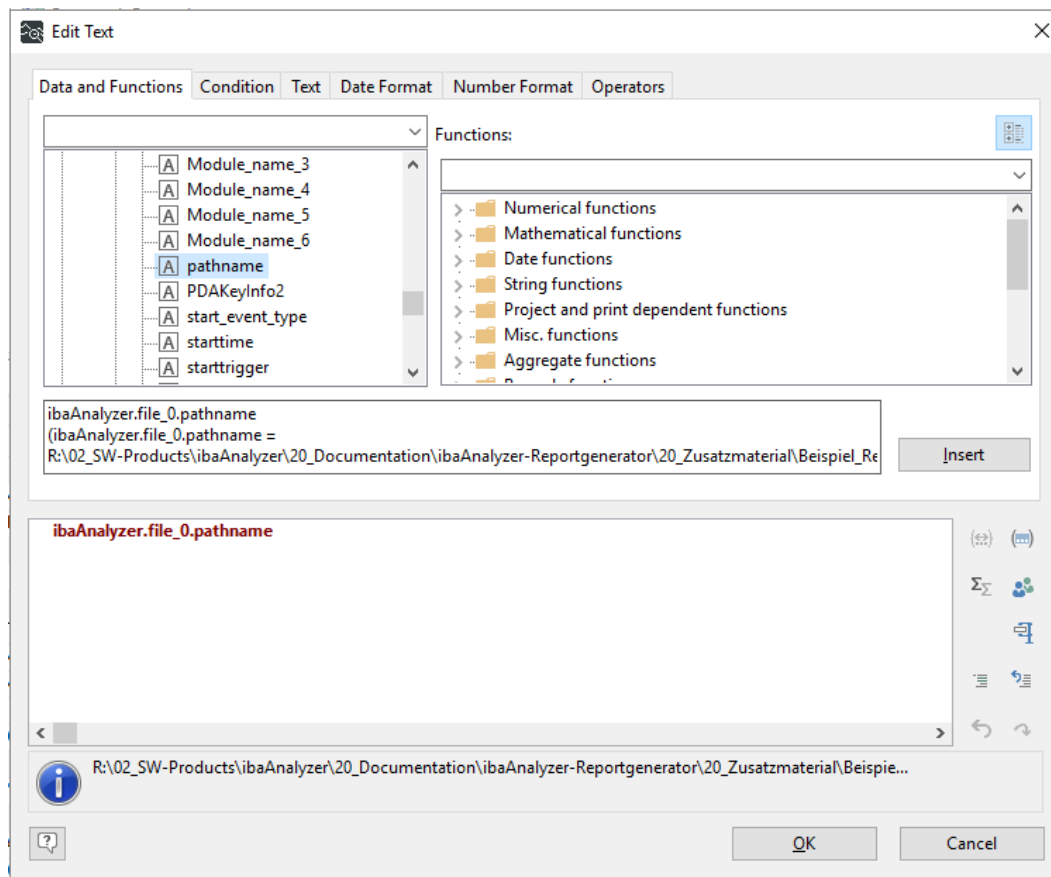 Edit Text
Data and Functions Condition Text Date Format Number Format Operators
Functions:
Module_name_3
Module_name_4
Module_name_5
Module_name_6
pathname
PDAKeyInfo2
start_event_type
starttime
starttrigger
Numerical functions
Mathematical functions
Date functions
String functions
Project and print dependent functions
Misc. functions
Aggregate functions
ibaAnalyzer.file_0.pathname
(ibaAnalyzer.file_0.pathname =
R:\02_SW-Products\ibaAnalyzer\20_Documentation\ibaAnalyzer-Reportgenerator\20_Zusatzmaterial\Beispiel_Re
Insert
ibaAnalyzer.file_0.pathname
R:\02_SW-Products\ibaAnalyzer\20_Documentation\ibaAnalyzer-Reportgenerator\20_Zusatzmaterial\Beispie...
OK Cancel